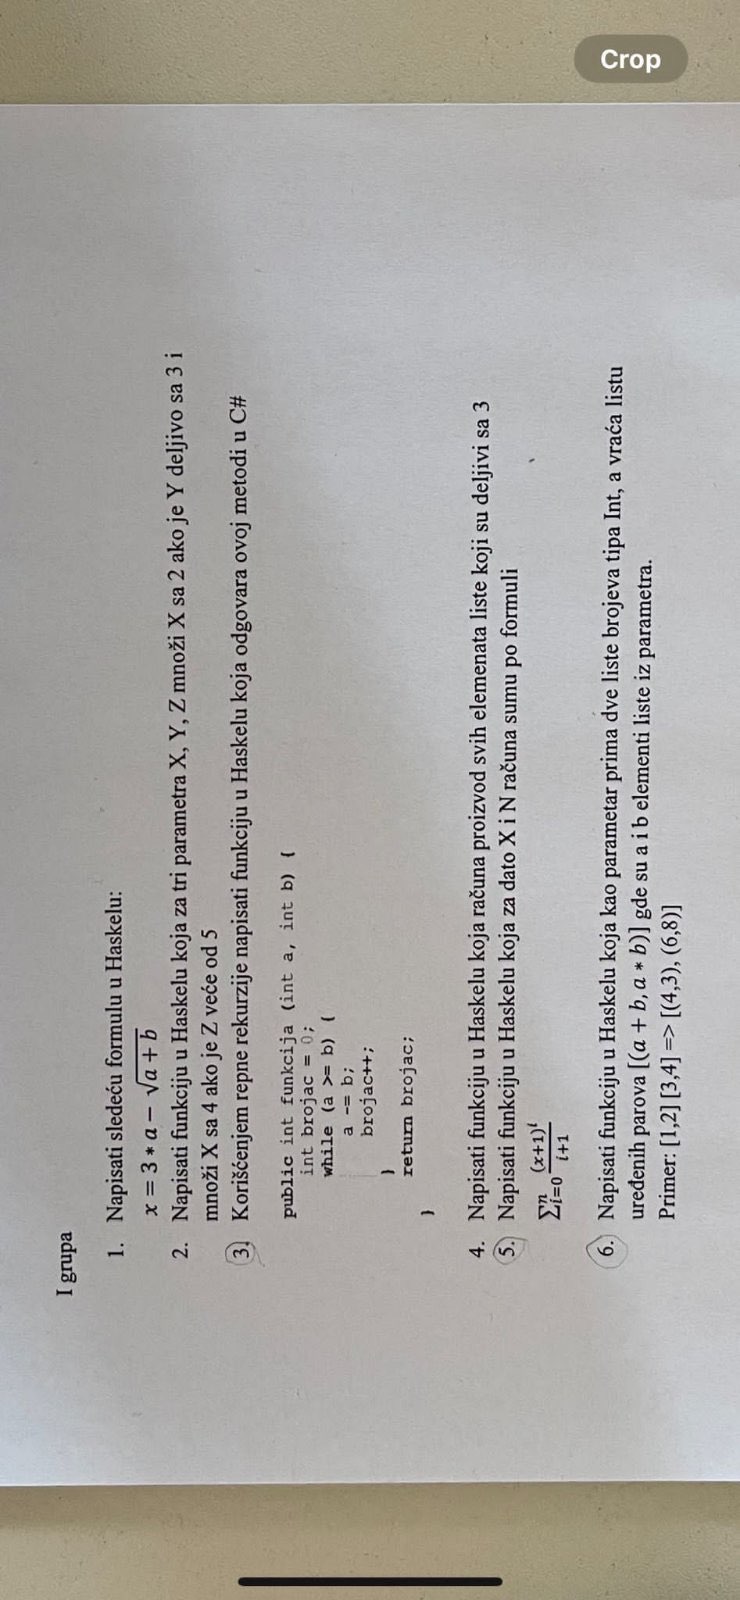 I grupa
1. Napisati sledeću formulu u Haskelu:
x = 3 * a − √a + b
2. Napisati funkciju u Haskelu koja za tri parametra X, Y, Z množi X sa 2 ako je Y deljivo sa 3 i
množi X sa 4 ako je Z veće od 5
3. Korišćenjem repne rekurzije napisati funkciju u Haskelu koja odgovara ovoj metodi u C#
public int funkcija (int a, int b) {
int brojac = 0;
while (a >= b) {
a -= b;
brojac++;
}
return brojac;
}
4. Napisati funkciju u Haskelu koja računa proizvod svih elemenata liste koji su deljivi sa 3
5. Napisati funkciju u Haskelu koja za dato X i N računa sumu po formuli
∑ⁿᵢ₌₀ (x+1)ⁱ / i+1
6. Napisati funkciju u Haskelu koja kao parametar prima dve liste brojeva tipa Int, a vraća listu
uređenih parova [(a + b, a * b)] gde su a i b elementi liste iz parametra.
Primer: [1,2] [3,4] => [(4,3), (6,8)]
Crop